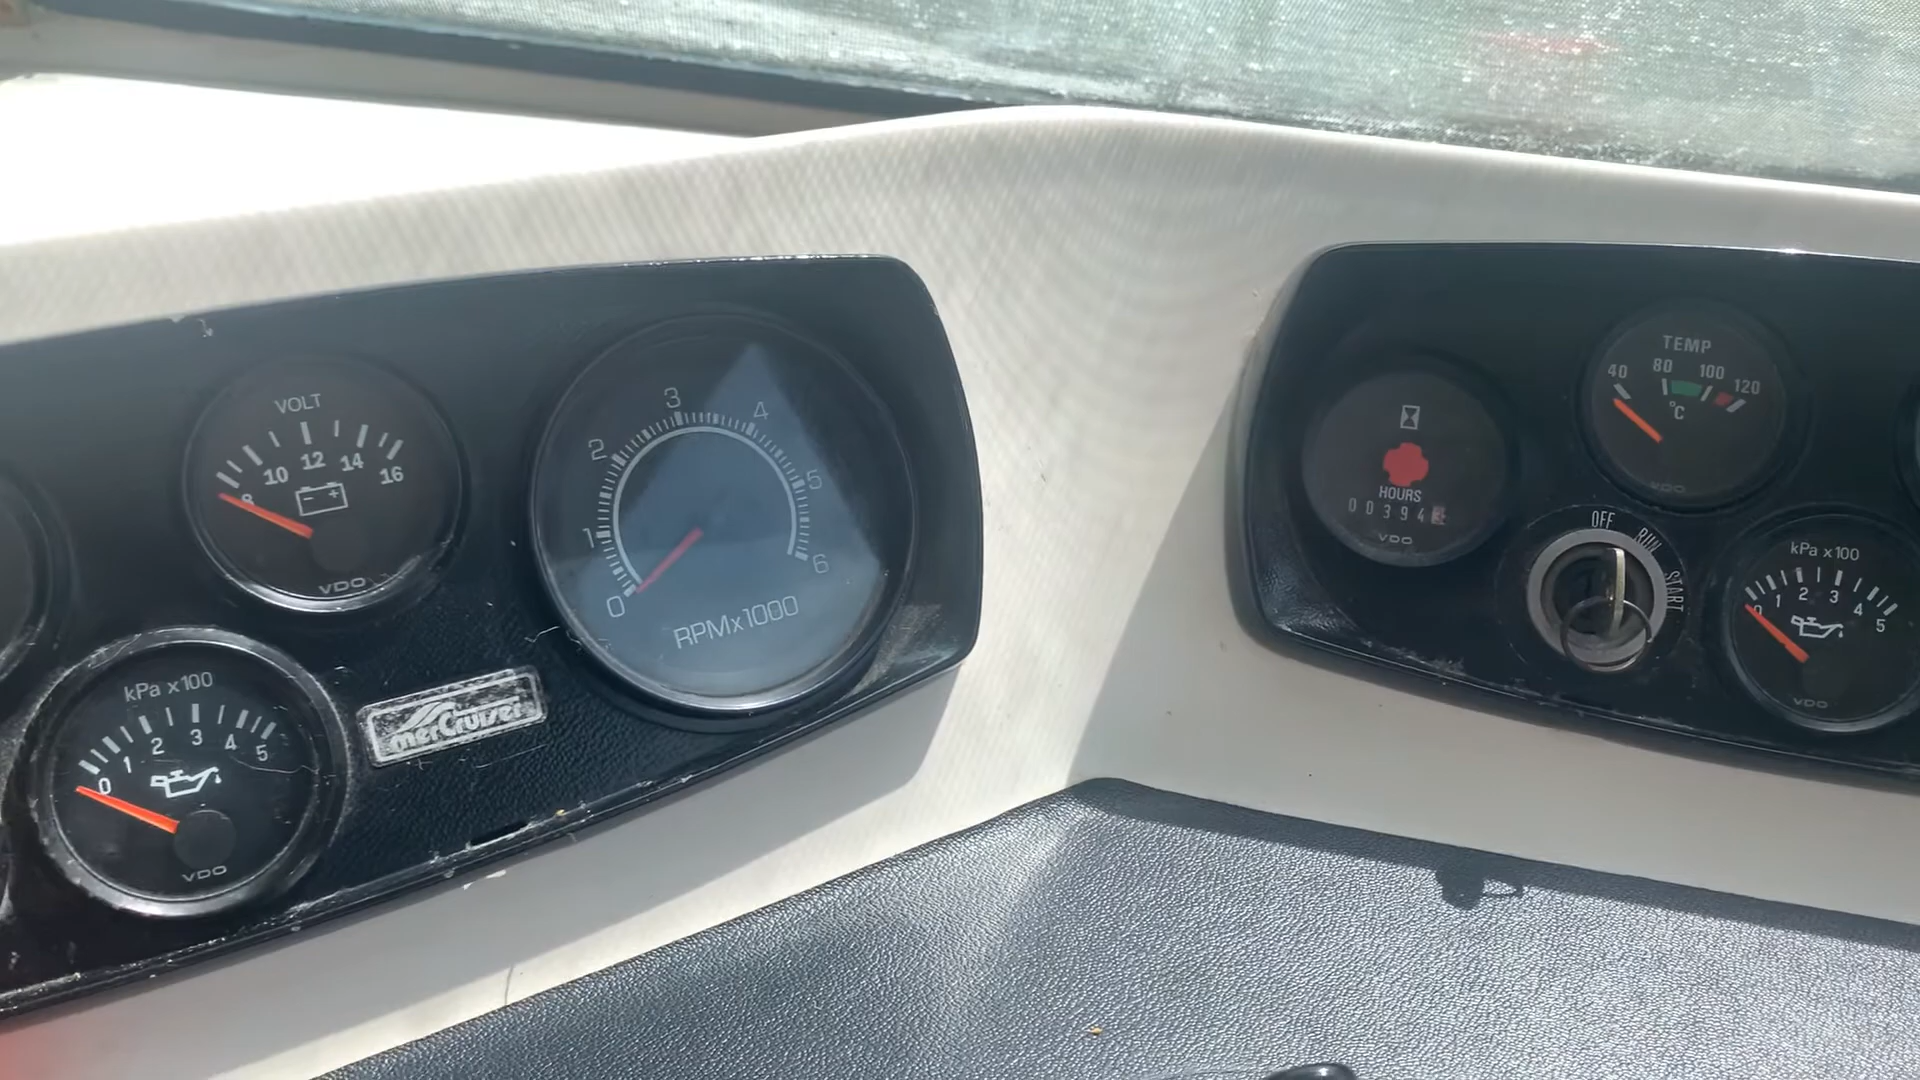 VOLT
8 10 12 14 16
- +
VDO
0 1 2 3 4 5 6
RPMx1000
kPa x100
0 1 2 3 4 5
VDO
merCruiser
HOURS
00394
VDO
TEMP
40 80 100 120
°C
VDO
OFF RUN START
kPa x100
0 1 2 3 4 5
VDO